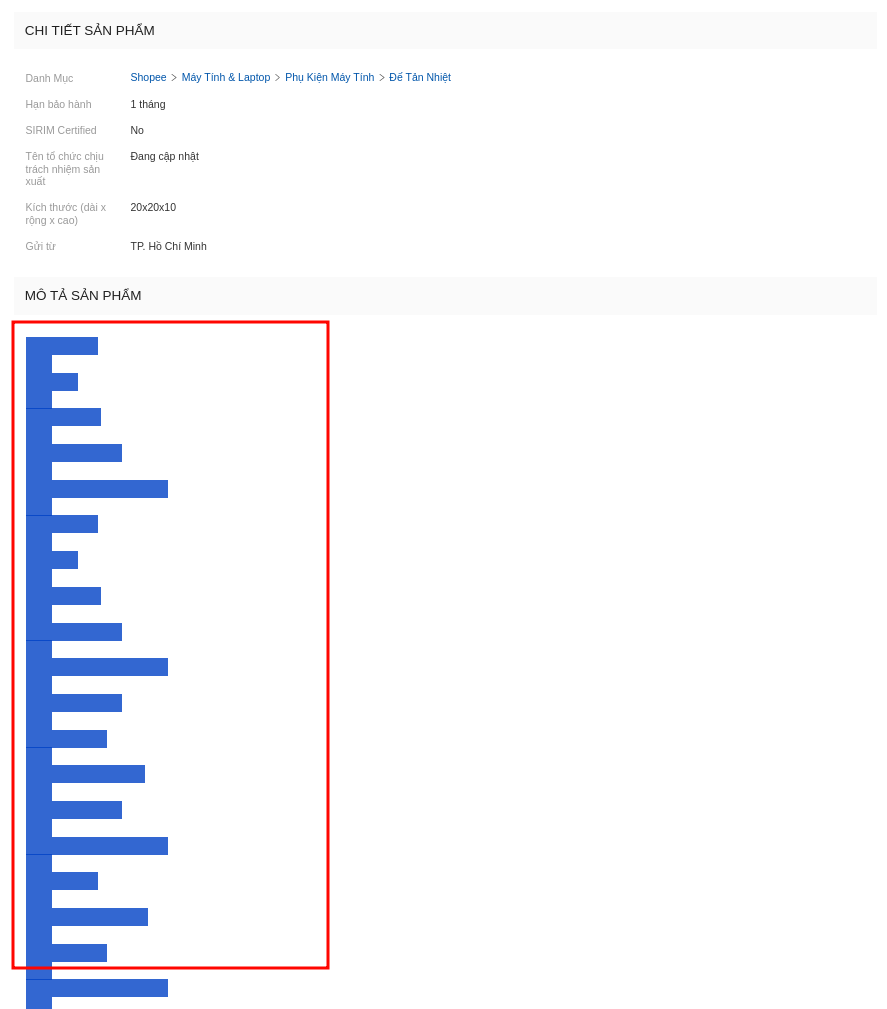 CHI TIẾT SẢN PHẨM
Danh Mục
Shopee > Máy Tính & Laptop > Phụ Kiện Máy Tính > Đế Tản Nhiệt
Hạn bảo hành
1 tháng
SIRIM Certified
No
Tên tổ chức chịu
trách nhiệm sản
xuất
Đang cập nhật
Kích thước (dài x
rộng x cao)
20x20x10
Gửi từ
TP. Hồ Chí Minh
MÔ TẢ SẢN PHẨM